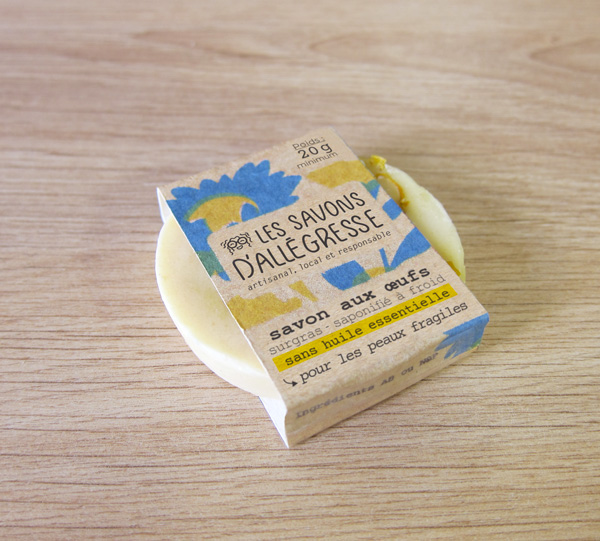 Poids:
20 g
minimum
LES SAVONS
D'ALLÉGRESSE
artisanal, local et responsable
savon aux œufs
surgras - saponifié à froid
sans huile essentielle
pour les peaux fragiles
Ingrédients